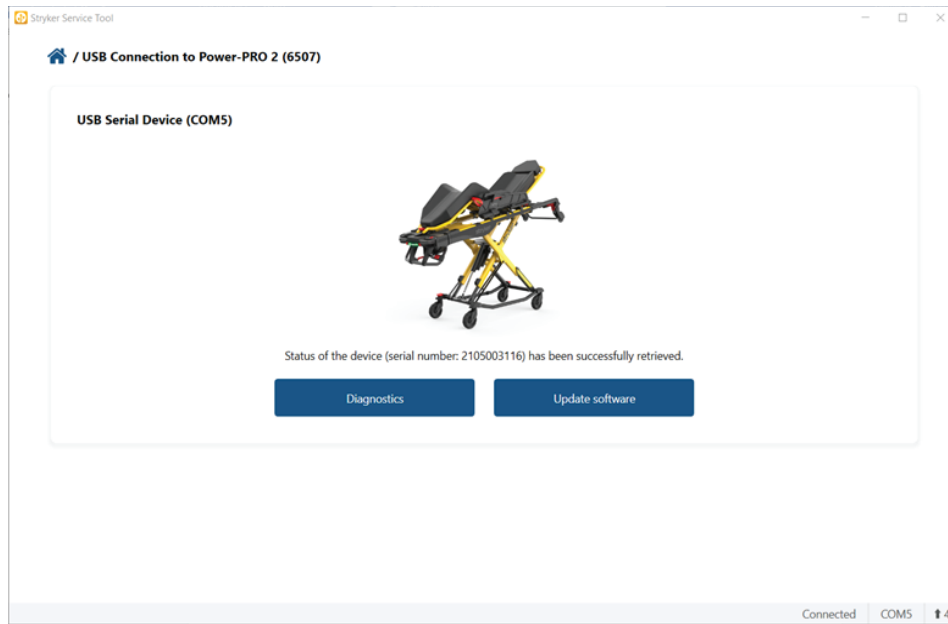 Stryker Service Tool
/ USB Connection to Power-PRO 2 (6507)
USB Serial Device (COM5)
Status of the device (serial number: 2105003116) has been successfully retrieved.
Diagnostics
Update software
Connected
COM5
4